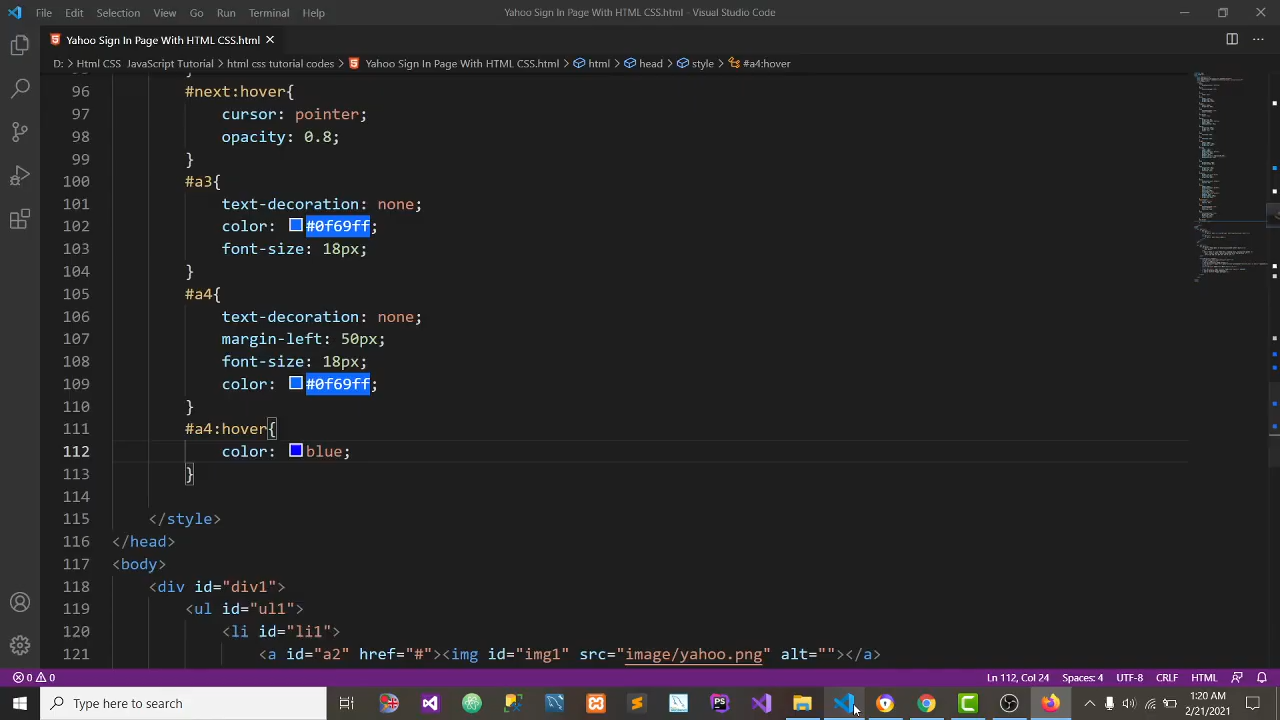 File Edit Selection View Go Run Terminal Help Yahoo Sign In Page With HTML CSS.html - Visual Studio Code
Yahoo Sign In Page With HTML CSS.html
D: > Html CSS JavaScript Tutorial > html css tutorial codes > Yahoo Sign In Page With HTML CSS.html > html > head > style > #a4:hover
96 #next:hover{
97 cursor: pointer;
98 opacity: 0.8;
99 }
100 #a3{
101 text-decoration: none;
102 color: #0f69ff;
103 font-size: 18px;
104 }
105 #a4{
106 text-decoration: none;
107 margin-left: 50px;
108 font-size: 18px;
109 color: #0f69ff;
110 }
111 #a4:hover{
112 color: blue;
113 }
114
115 </style>
116 </head>
117 <body>
118 <div id="div1">
119 <ul id="ul1">
120 <li id="li1">
121 <a id="a2" href="#"><img id="img1" src="image/yahoo.png" alt=""></a>
0 0 Ln 112, Col 24 Spaces: 4 UTF-8 CRLF HTML
Type here to search PS 1:20 AM
2/21/2021